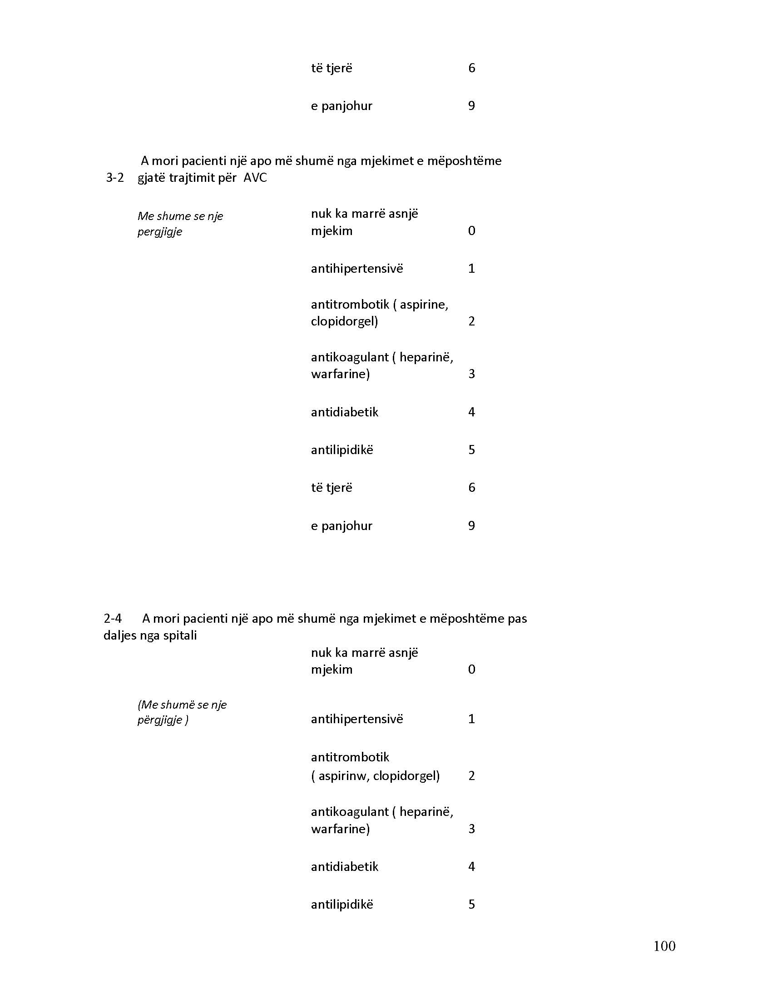 të tjerë 6
e panjohur 9
A mori pacienti një apo më shumë nga mjekimet e mëposhtëme
3-2 gjatë trajtimit për AVC
Me shume se nje
pergjigje
nuk ka marrë asnjë
mjekim 0
antihipertensivë 1
antitrombotik ( aspirine,
clopidorgel) 2
antikoagulant ( heparinë,
warfarine) 3
antidiabetik 4
antilipidikë 5
të tjerë 6
e panjohur 9
2-4 A mori pacienti një apo më shumë nga mjekimet e mëposhtëme pas
daljes nga spitali
nuk ka marrë asnjë
mjekim 0
(Me shumë se nje
përgjigje )
antihipertensivë 1
antitrombotik
( aspirinw, clopidorgel) 2
antikoagulant ( heparinë,
warfarine) 3
antidiabetik 4
antilipidikë 5
100